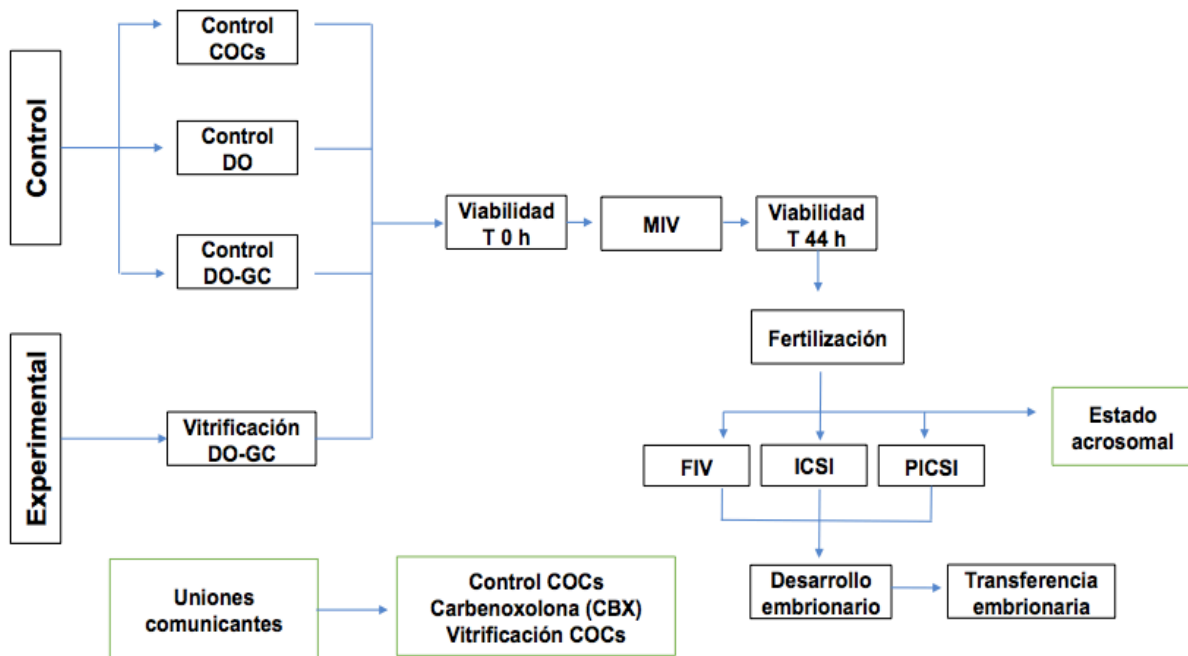 Control
Control
COCs
Control
DO
Control
DO-GC
Experimental
Vitrificación
DO-GC
Viabilidad
T 0 h
MIV
Viabilidad
T 44 h
Fertilización
Estado
acrosomal
FIV
ICSI
PICSI
Desarrollo
embrionario
Transferencia
embrionaria
Uniones
comunicantes
Control COCs
Carbenoxolona (CBX)
Vitrificación COCs